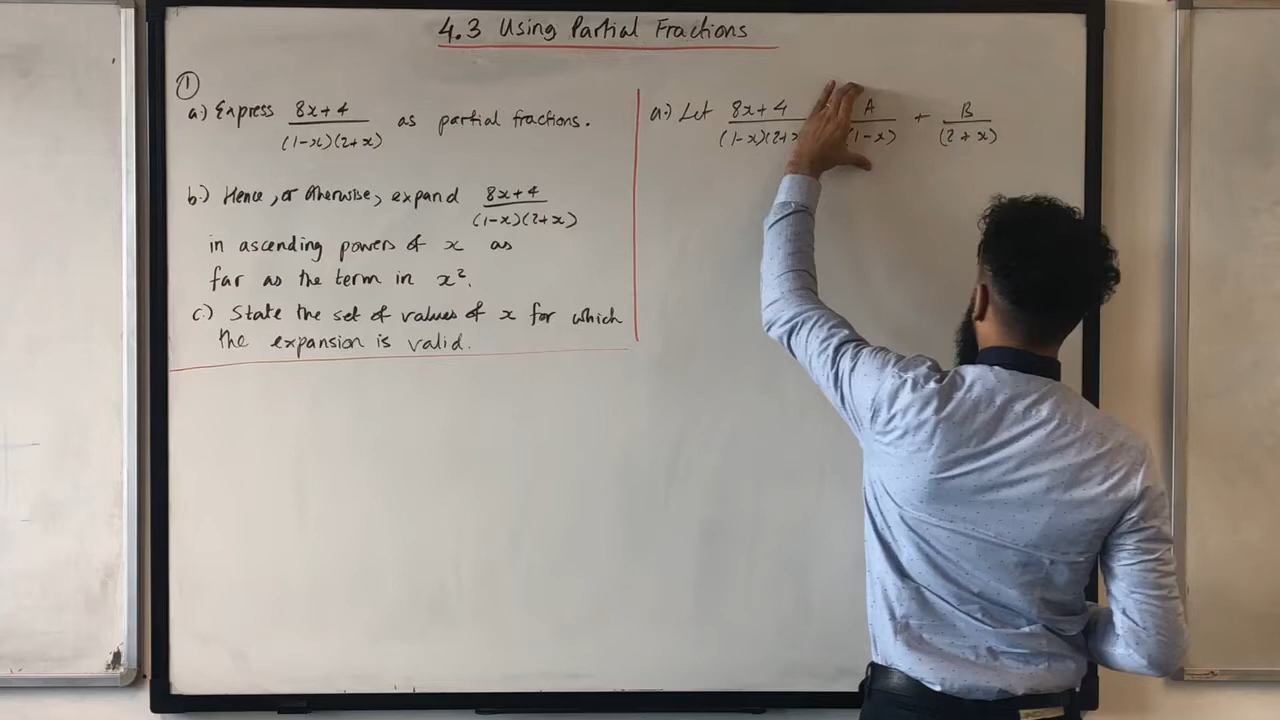 4.3 Using Partial Fractions
①
a.) Express 8x+4 / (1-x)(2+x) as partial fractions.
b.) Hence, or otherwise, expand 8x+4 / (1-x)(2+x)
in ascending powers of x as
far as the term in x².
c.) State the set of values of x for which
the expansion is valid.
a.) Let 8x+4 / (1-x)(2+x A / (1-x) + B / (2+x)